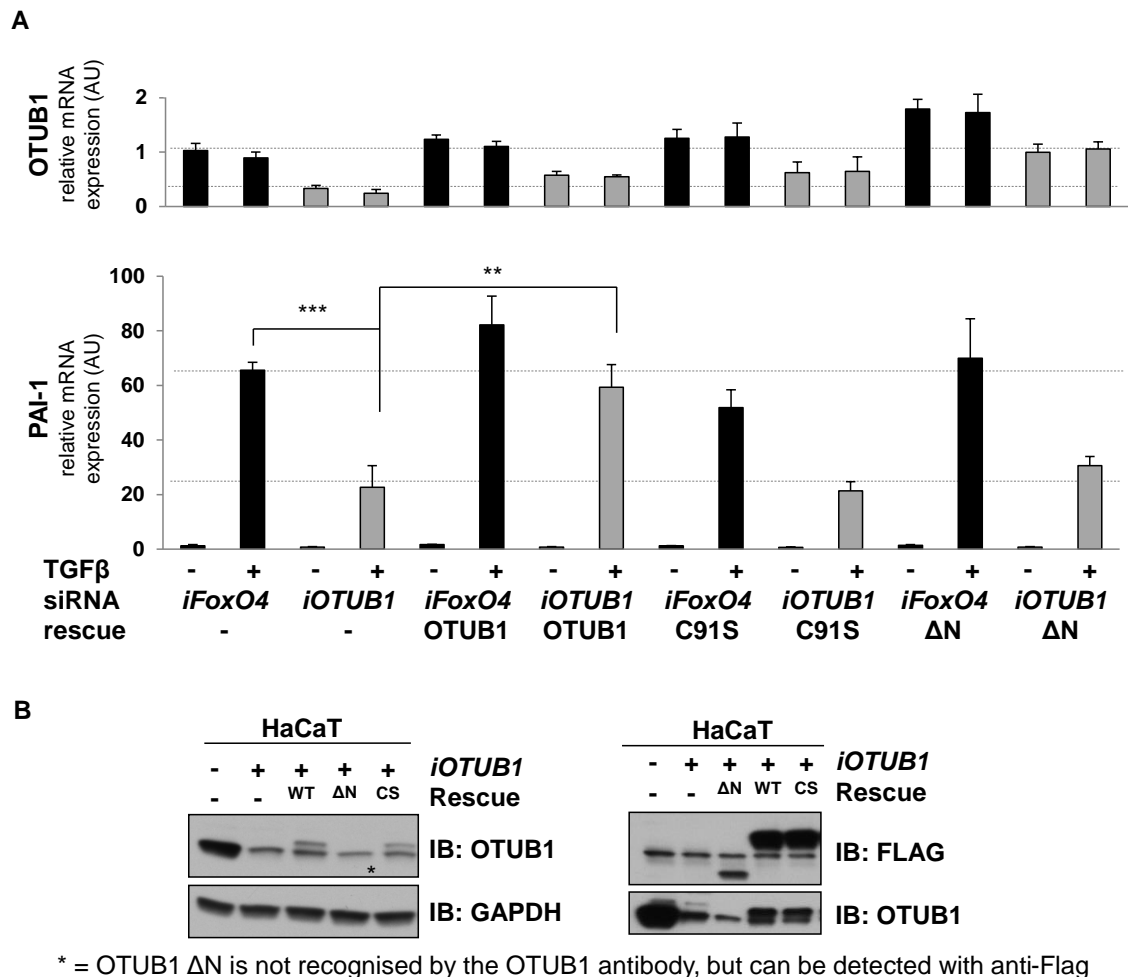 A
OTUB1
relative mRNA
expression (AU)
2
1
0
PAI-1
relative mRNA
expression (AU)
100
80
60
40
20
0
*** **
TGFβ - + - + - + - + - + - + - + - +
siRNA iFoxO4 iOTUB1 iFoxO4 iOTUB1 iFoxO4 iOTUB1 iFoxO4 iOTUB1
rescue - - OTUB1 OTUB1 C91S C91S ΔN ΔN
B
HaCaT
- + + + + iOTUB1
- - WT ΔN CS Rescue
IB: OTUB1
*
IB: GAPDH
HaCaT
- + + + + iOTUB1
- - ΔN WT CS Rescue
IB: FLAG
IB: OTUB1
* = OTUB1 ΔN is not recognised by the OTUB1 antibody, but can be detected with anti-Flag